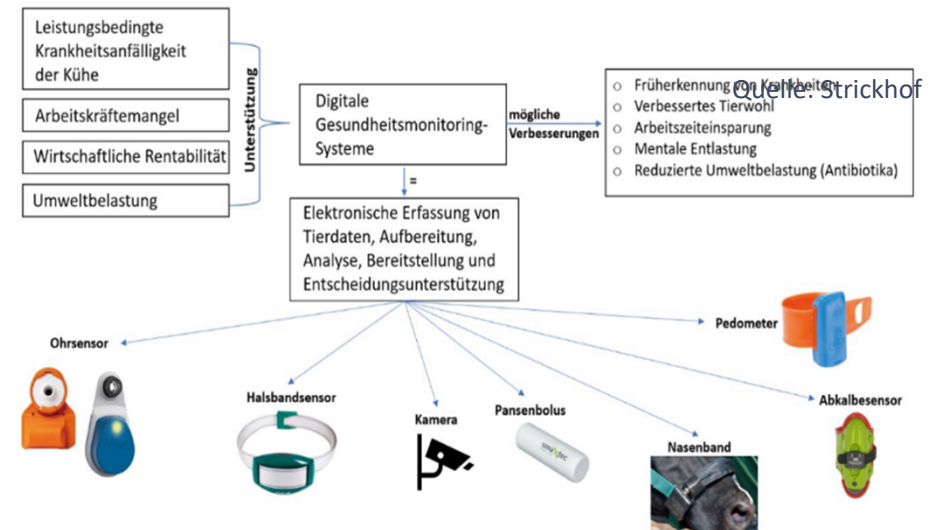 Leistungsbedingte
Krankheitsanfälligkeit
der Kühe
Arbeitskräftemangel
Wirtschaftliche Rentabilität
Umweltbelastung
Unterstützung
Digitale
Gesundheitsmonitoring-
Systeme
mögliche
Verbesserungen
o Früherkennung von Krankheiten
Quelle: Strickhof
o Verbessertes Tierwohl
o Arbeitszeiteinsparung
o Mentale Entlastung
o Reduzierte Umweltbelastung (Antibiotika)
=
Elektronische Erfassung von
Tierdaten, Aufbereitung,
Analyse, Bereitstellung und
Entscheidungsunterstützung
Ohrsensor
Halsbandsensor
Kamera
Pansenbolus
Nasenband
Abkalbesensor
Pedometer